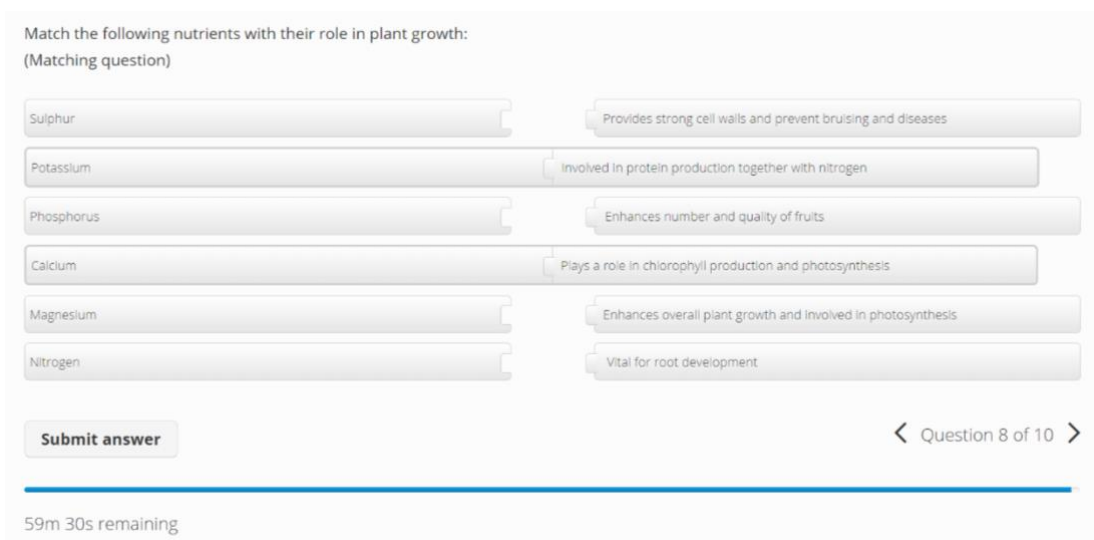 Match the following nutrients with their role in plant growth:
(Matching question)
Sulphur Provides strong cell walls and prevent bruising and diseases
Potassium Involved in protein production together with nitrogen
Phosphorus Enhances number and quality of fruits
Calcium Plays a role in chlorophyll production and photosynthesis
Magnesium Enhances overall plant growth and involved in photosynthesis
Nitrogen Vital for root development
Submit answer Question 8 of 10
59m 30s remaining